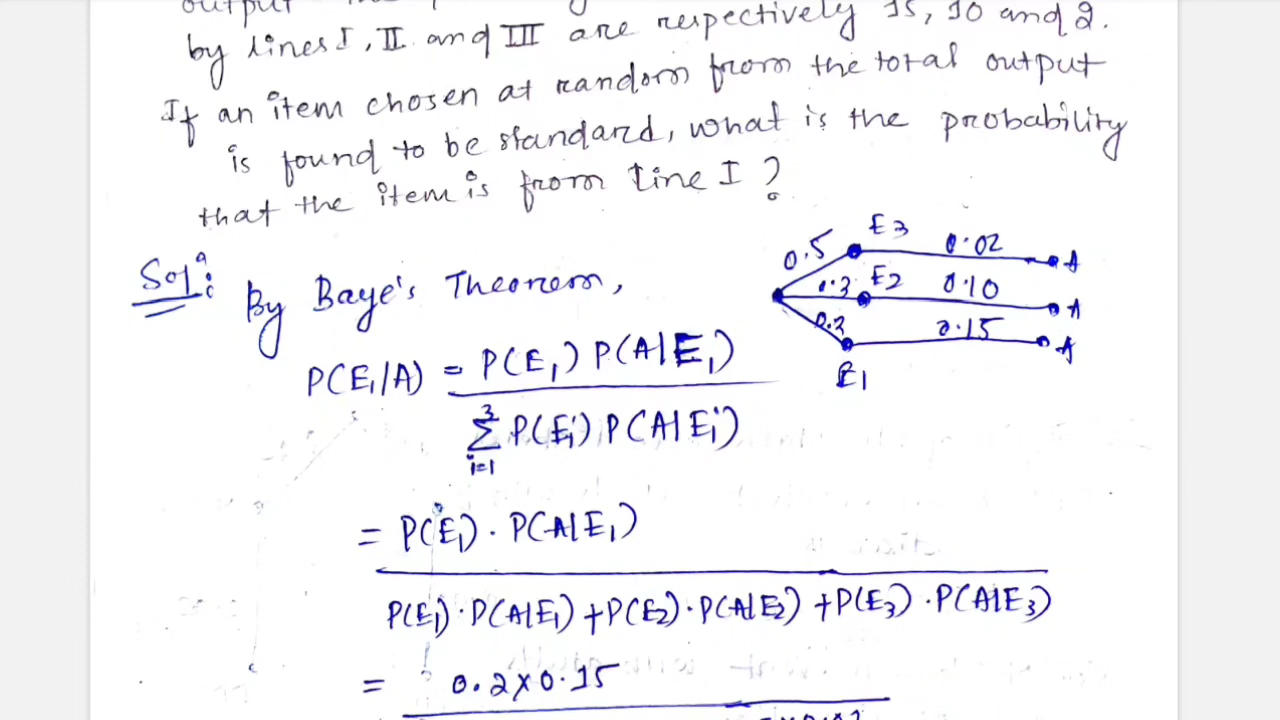 output
by lines I, II and III are respectively 15, 10 and 2.
If an item chosen at random from the total output
is found to be standard, what is the probability
that the item is from Line I ?
Solⁿ:
By Baye's Theorem,
P(E₁/A) = P(E₁) P(A|E₁)
3
Σ P(Ei) P(A|Ei)
i=1
0.5 E3 0.02 A
0.3 E2 0.10 A
0.2 0.15 A
E1
= P(E₁) . P(A|E₁)
P(E₁) . P(A|E₁) + P(E₂) . P(A|E₂) + P(E₃) . P(A|E₃)
= 0.2 x 0.15